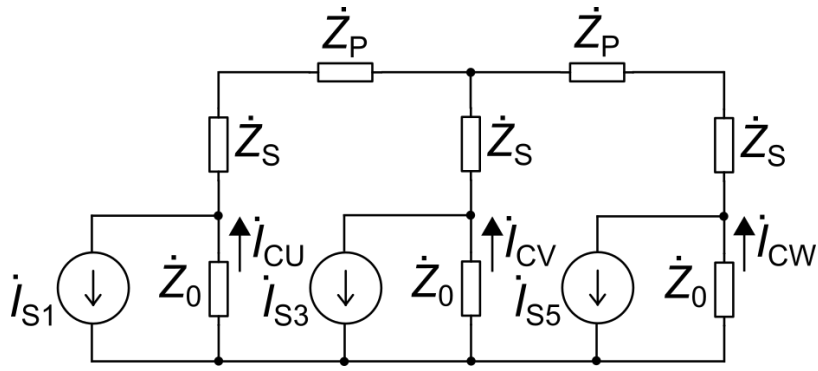 Ż_P Ż_P
Ż_S Ż_S Ż_S
İ_CU İ_CV İ_CW
İ_S1 Ż_0 İ_S3 Ż_0 İ_S5 Ż_0